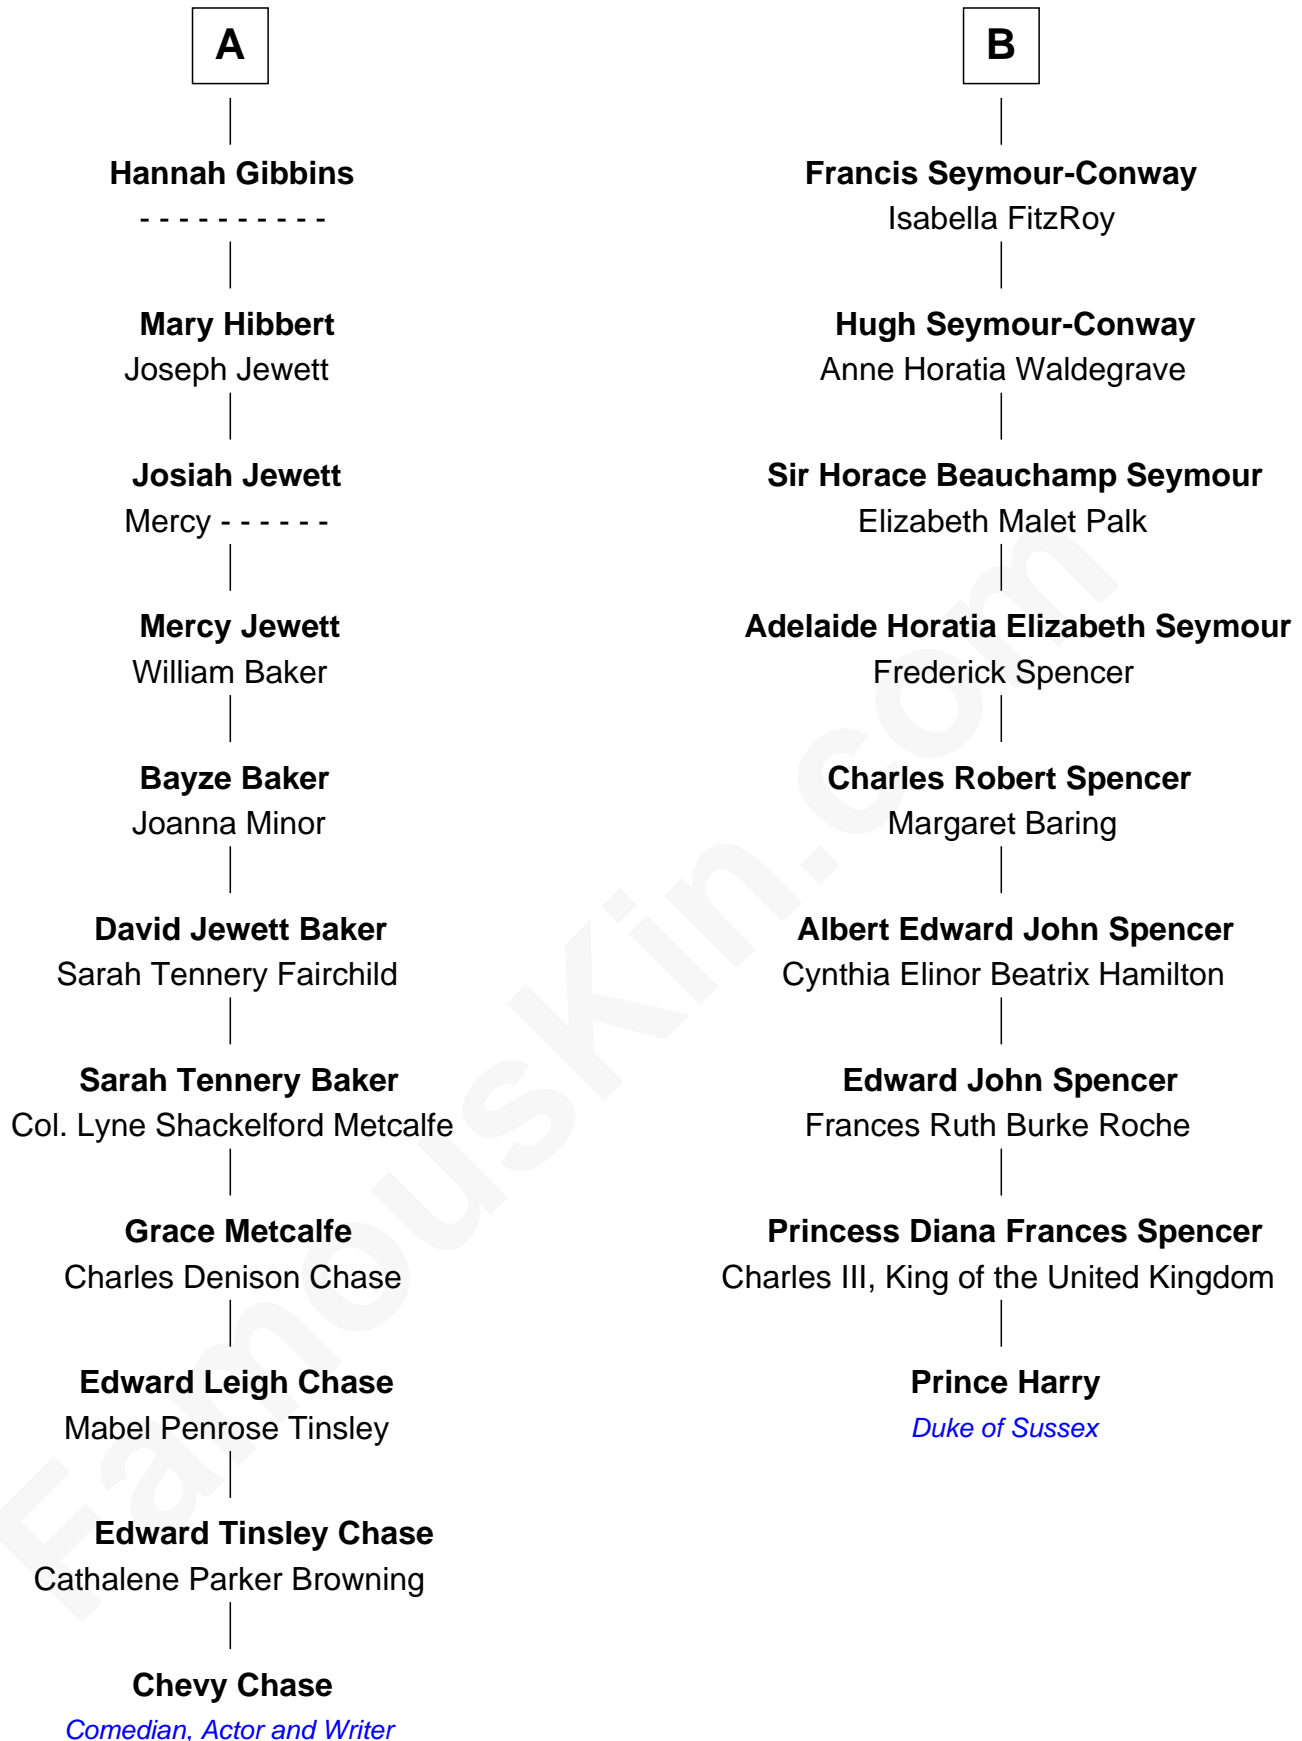 A
Hannah Gibbins
- - - - - - - - - -
Mary Hibbert
Joseph Jewett
Josiah Jewett
Mercy - - - - - -
Mercy Jewett
William Baker
Bayze Baker
Joanna Minor
David Jewett Baker
Sarah Tennery Fairchild
Sarah Tennery Baker
Col. Lyne Shackelford Metcalfe
Grace Metcalfe
Charles Denison Chase
Edward Leigh Chase
Mabel Penrose Tinsley
Edward Tinsley Chase
Cathalene Parker Browning
Chevy Chase
Comedian, Actor and Writer
B
Francis Seymour-Conway
Isabella FitzRoy
Hugh Seymour-Conway
Anne Horatia Waldegrave
Sir Horace Beauchamp Seymour
Elizabeth Malet Palk
Adelaide Horatia Elizabeth Seymour
Frederick Spencer
Charles Robert Spencer
Margaret Baring
Albert Edward John Spencer
Cynthia Elinor Beatrix Hamilton
Edward John Spencer
Frances Ruth Burke Roche
Princess Diana Frances Spencer
Charles III, King of the United Kingdom
Prince Harry
Duke of Sussex
FamousKin.com